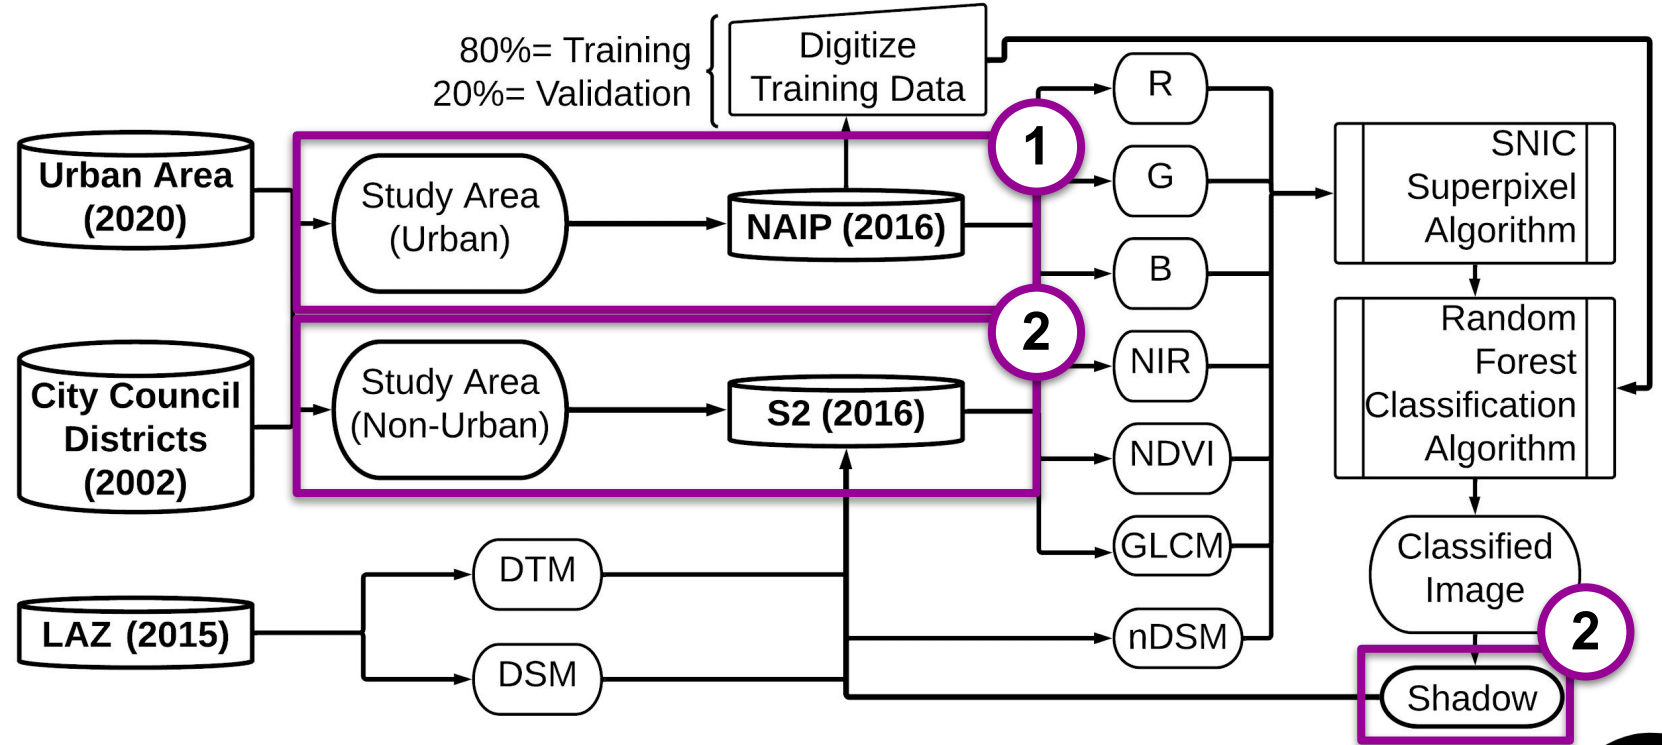 80%= Training
20%= Validation
Digitize
Training Data
Urban Area
(2020)
Study Area
(Urban)
NAIP (2016)
1
City Council
Districts
(2002)
Study Area
(Non-Urban)
S2 (2016)
2
LAZ (2015)
DTM
DSM
R
G
B
NIR
NDVI
GLCM
nDSM
SNIC
Superpixel
Algorithm
Random
Forest
Classification
Algorithm
Classified
Image
2
Shadow